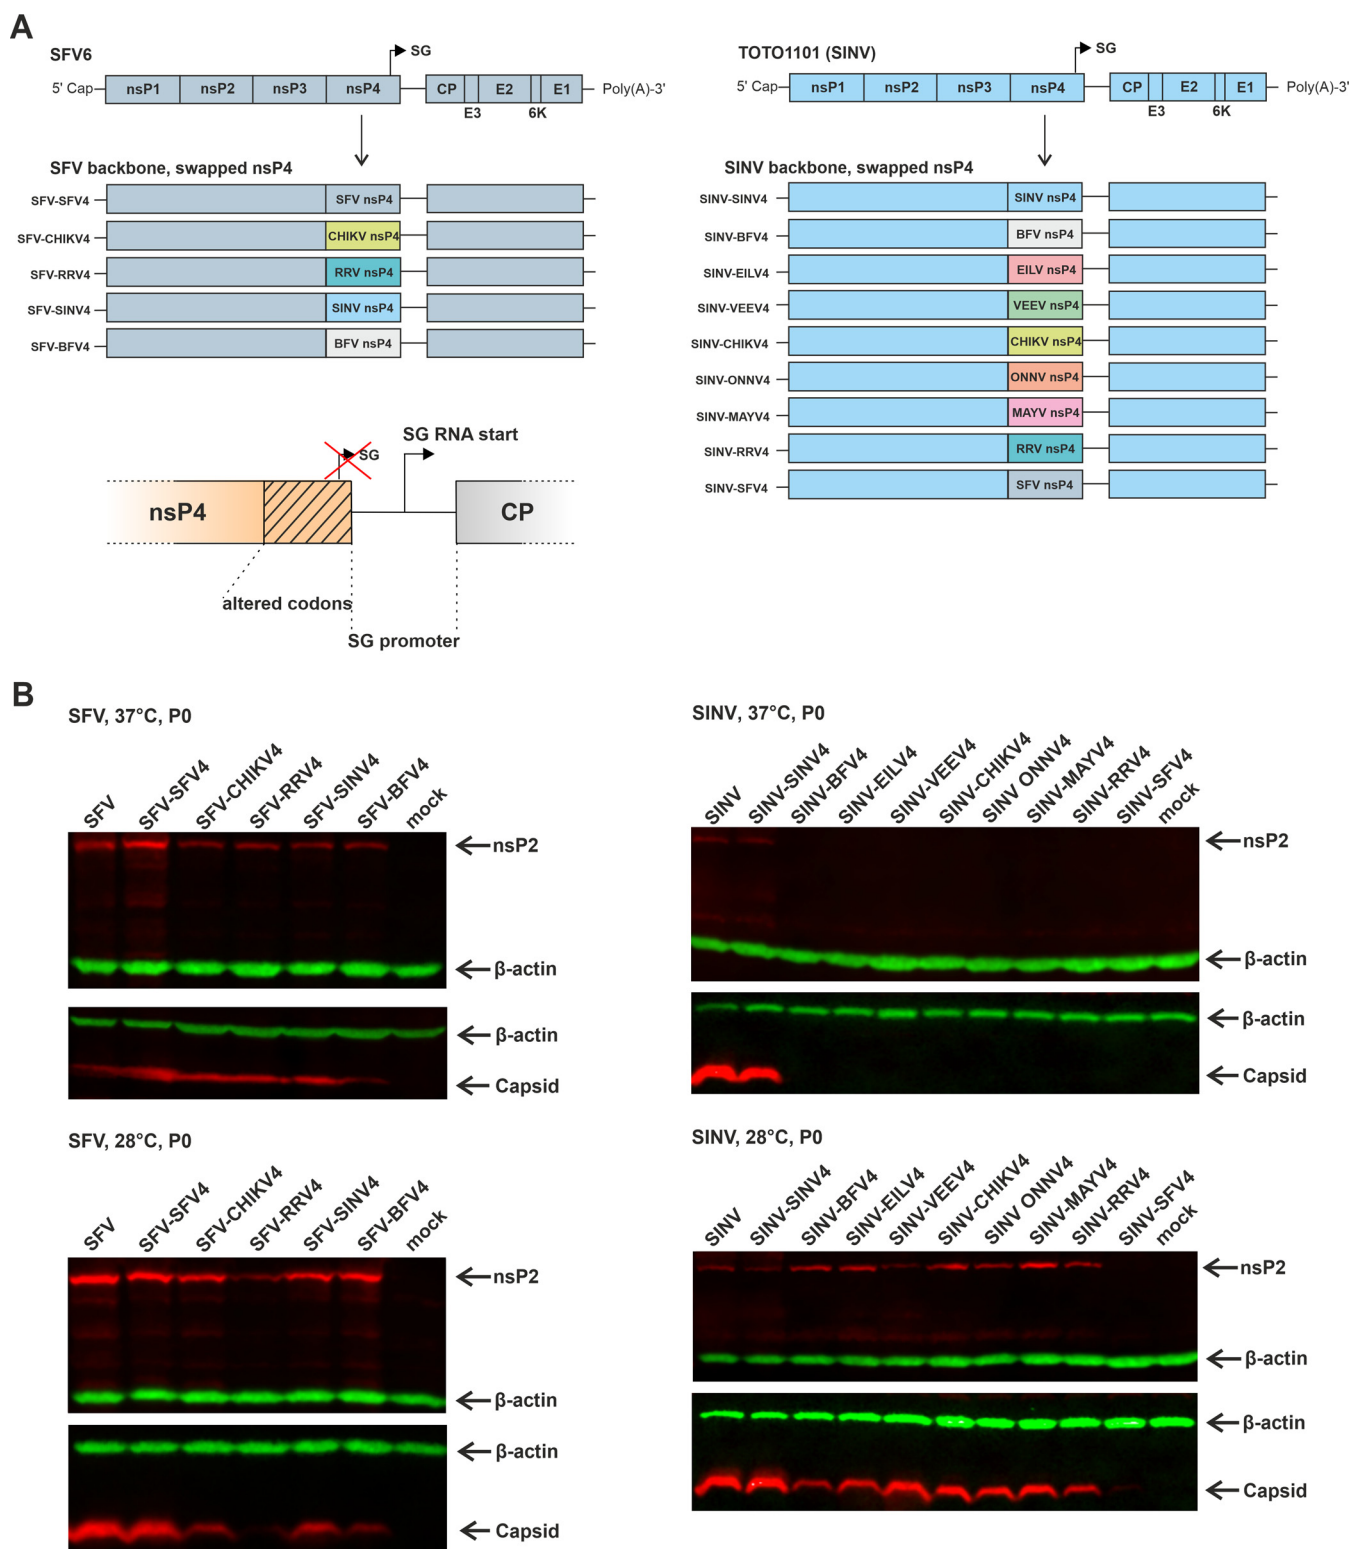 A
SFV6
SG
5' Cap
nsP1
nsP2
nsP3
nsP4
CP
E2
E1
Poly(A)-3'
E3
6K
SFV backbone, swapped nsP4
SFV-SFV4
SFV nsP4
SFV-CHIKV4
CHIKV nsP4
SFV-RRV4
RRV nsP4
SFV-SINV4
SINV nsP4
SFV-BFV4
BFV nsP4
SG
SG RNA start
nsP4
CP
altered codons
SG promoter
TOTO1101 (SINV)
SG
5' Cap
nsP1
nsP2
nsP3
nsP4
CP
E2
E1
Poly(A)-3'
E3
6K
SINV backbone, swapped nsP4
SINV-SINV4
SINV nsP4
SINV-BFV4
BFV nsP4
SINV-EILV4
EILV nsP4
SINV-VEEV4
VEEV nsP4
SINV-CHIKV4
CHIKV nsP4
SINV-ONNV4
ONNV nsP4
SINV-MAYV4
MAYV nsP4
SINV-RRV4
RRV nsP4
SINV-SFV4
SFV nsP4
B
SFV, 37°C, P0
SFV
SFV-SFV4
SFV-CHIKV4
SFV-RRV4
SFV-SINV4
SFV-BFV4
mock
nsP2
β-actin
β-actin
Capsid
SINV, 37°C, P0
SINV
SINV-SINV4
SINV-BFV4
SINV-EILV4
SINV-VEEV4
SINV-CHIKV4
SINV ONNV4
SINV-MAYV4
SINV-RRV4
SINV-SFV4
mock
nsP2
β-actin
β-actin
Capsid
SFV, 28°C, P0
SFV
SFV-SFV4
SFV-CHIKV4
SFV-RRV4
SFV-SINV4
SFV-BFV4
mock
nsP2
β-actin
β-actin
Capsid
SINV, 28°C, P0
SINV
SINV-SINV4
SINV-BFV4
SINV-EILV4
SINV-VEEV4
SINV-CHIKV4
SINV ONNV4
SINV-MAYV4
SINV-RRV4
SINV-SFV4
mock
nsP2
β-actin
β-actin
Capsid